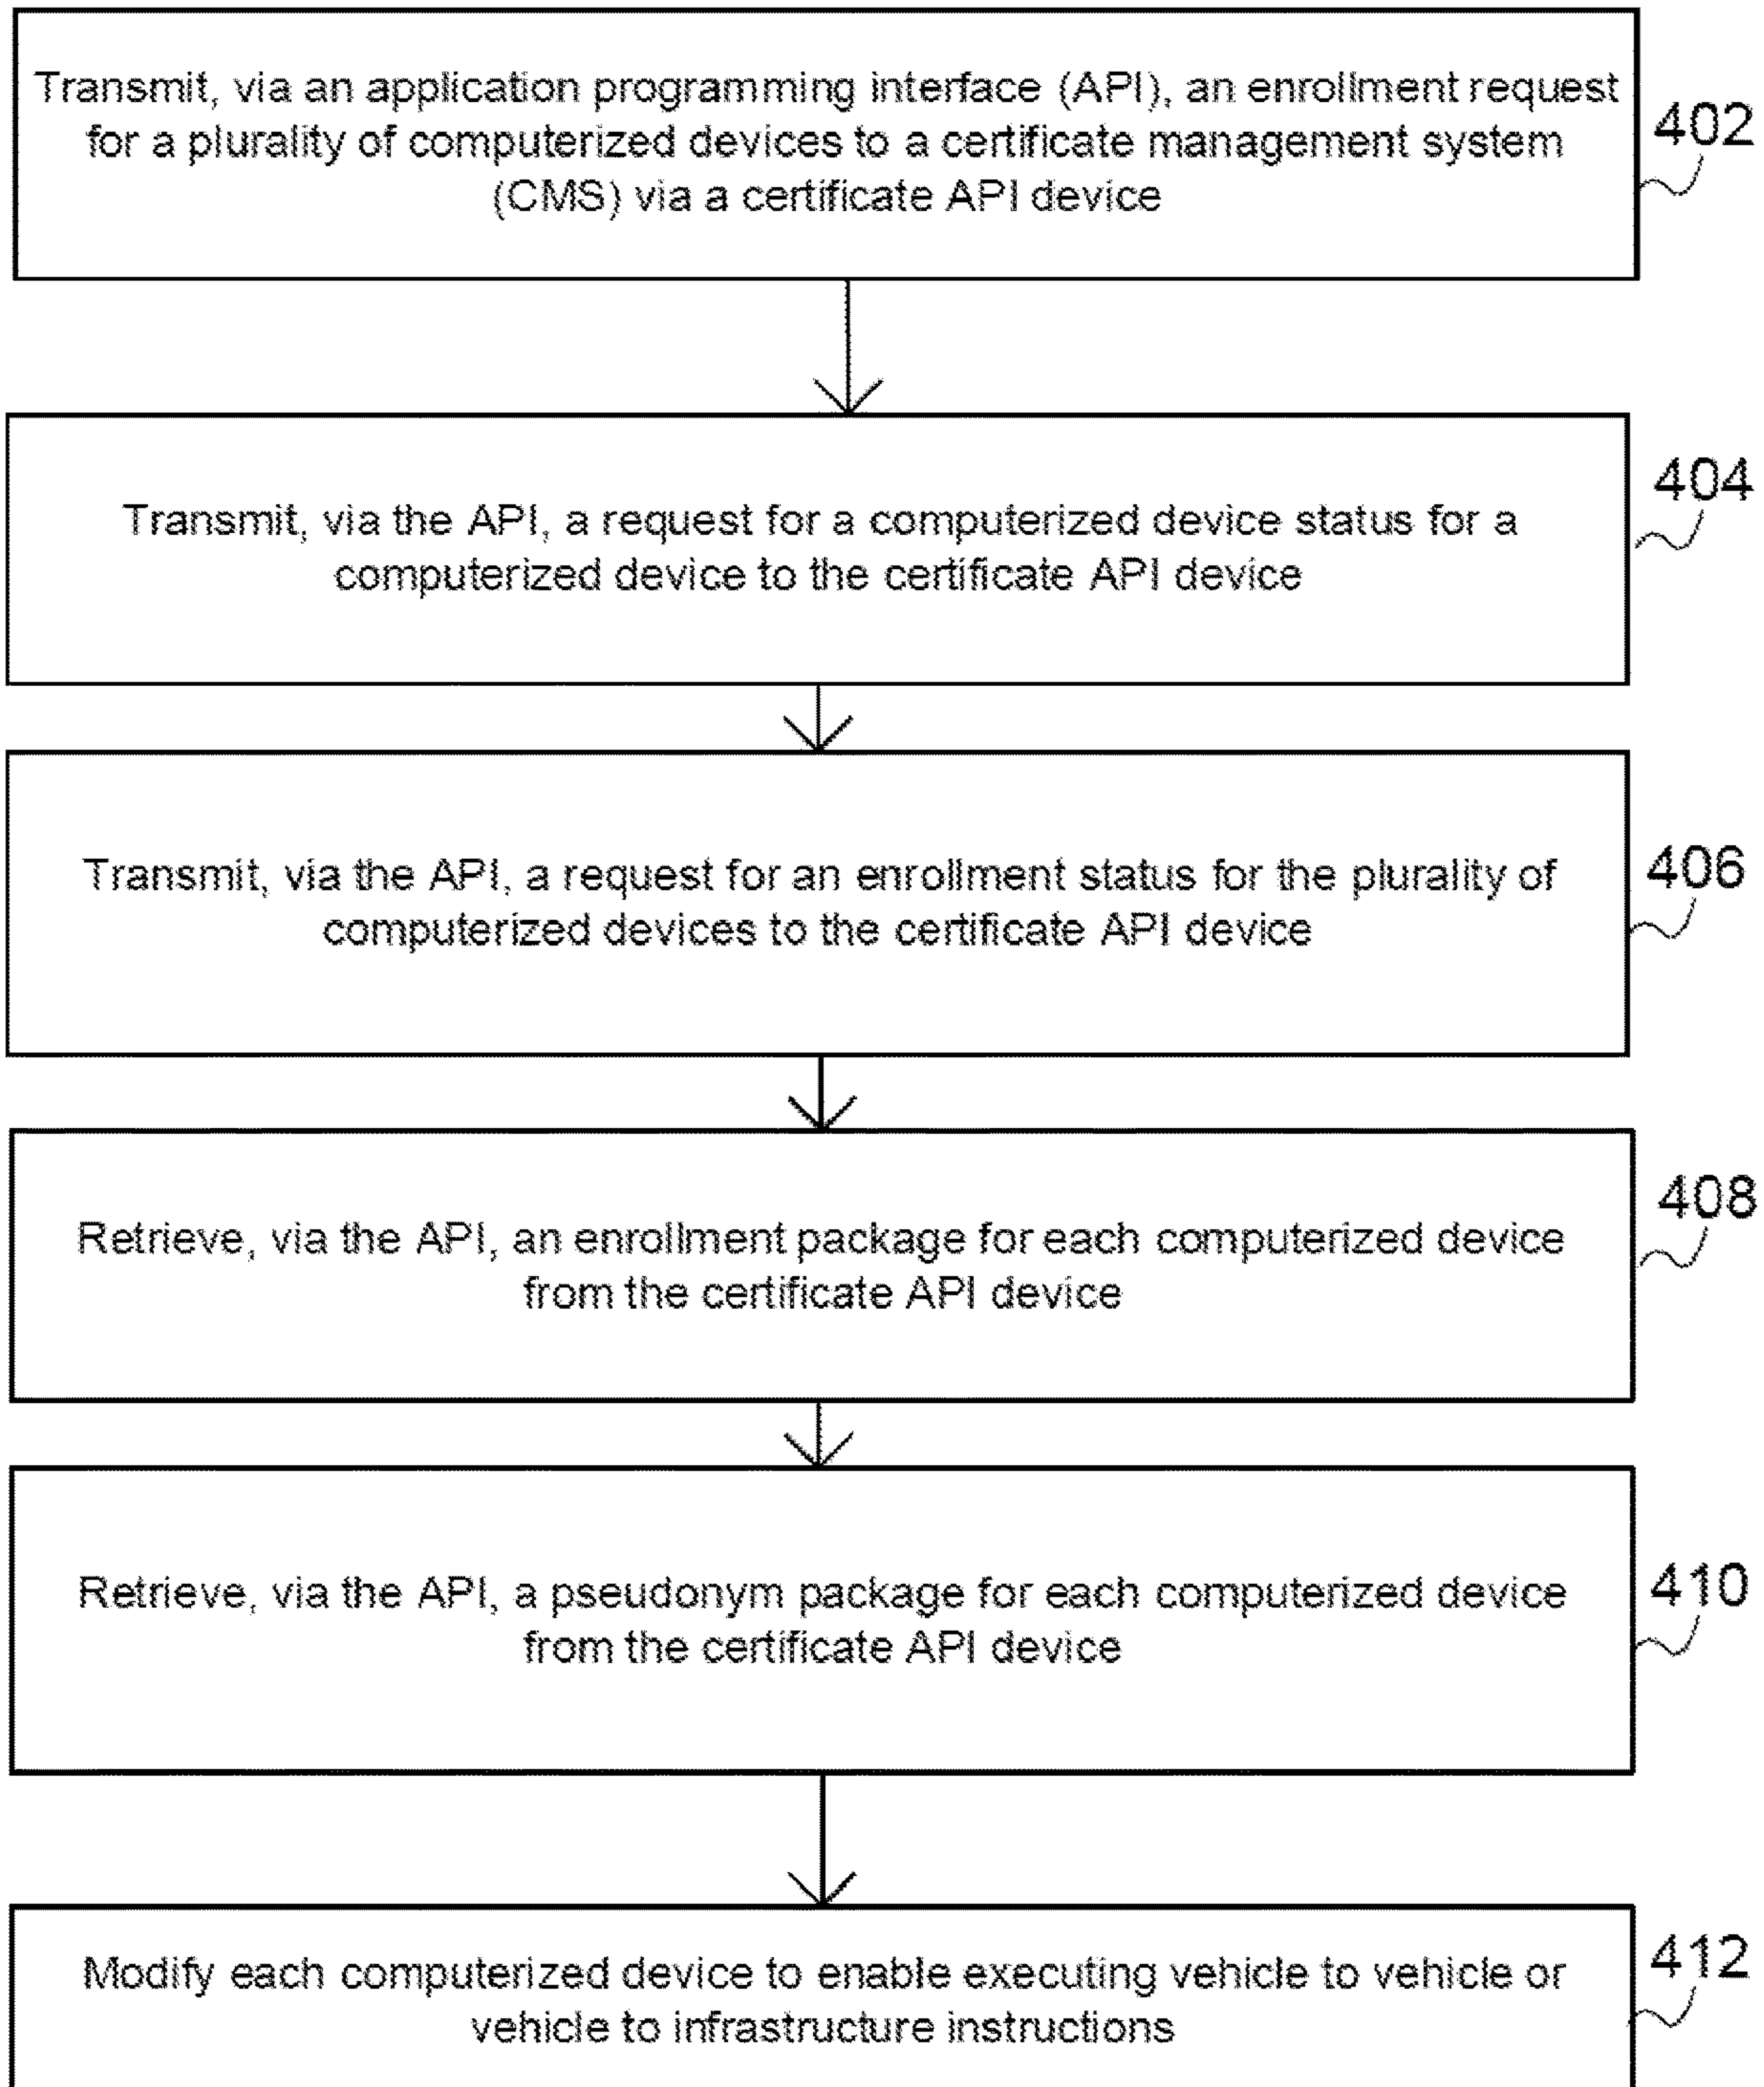 Transmit, via an application programming interface (API), an enrollment request
for a plurality of computerized devices to a certificate management system
(CMS) via a certificate API device
402
Transmit, via the API, a request for a computerized device status for a
computerized device to the certificate API device
404
Transmit, via the API, a request for an enrollment status for the plurality of
computerized devices to the certificate API device
406
Retrieve, via the API, an enrollment package for each computerized device
from the certificate API device
408
Retrieve, via the API, a pseudonym package for each computerized device
from the certificate API device
410
Modify each computerized device to enable executing vehicle to vehicle or
vehicle to infrastructure instructions
412